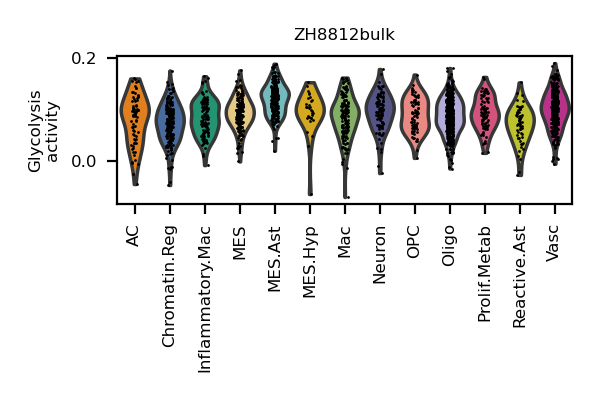 ZH8812bulk
Glycolysis
activity
0.2
0.0
AC
Chromatin.Reg
Inflammatory.Mac
MES
MES.Ast
MES.Hyp
Mac
Neuron
OPC
Oligo
Prolif.Metab
Reactive.Ast
Vasc